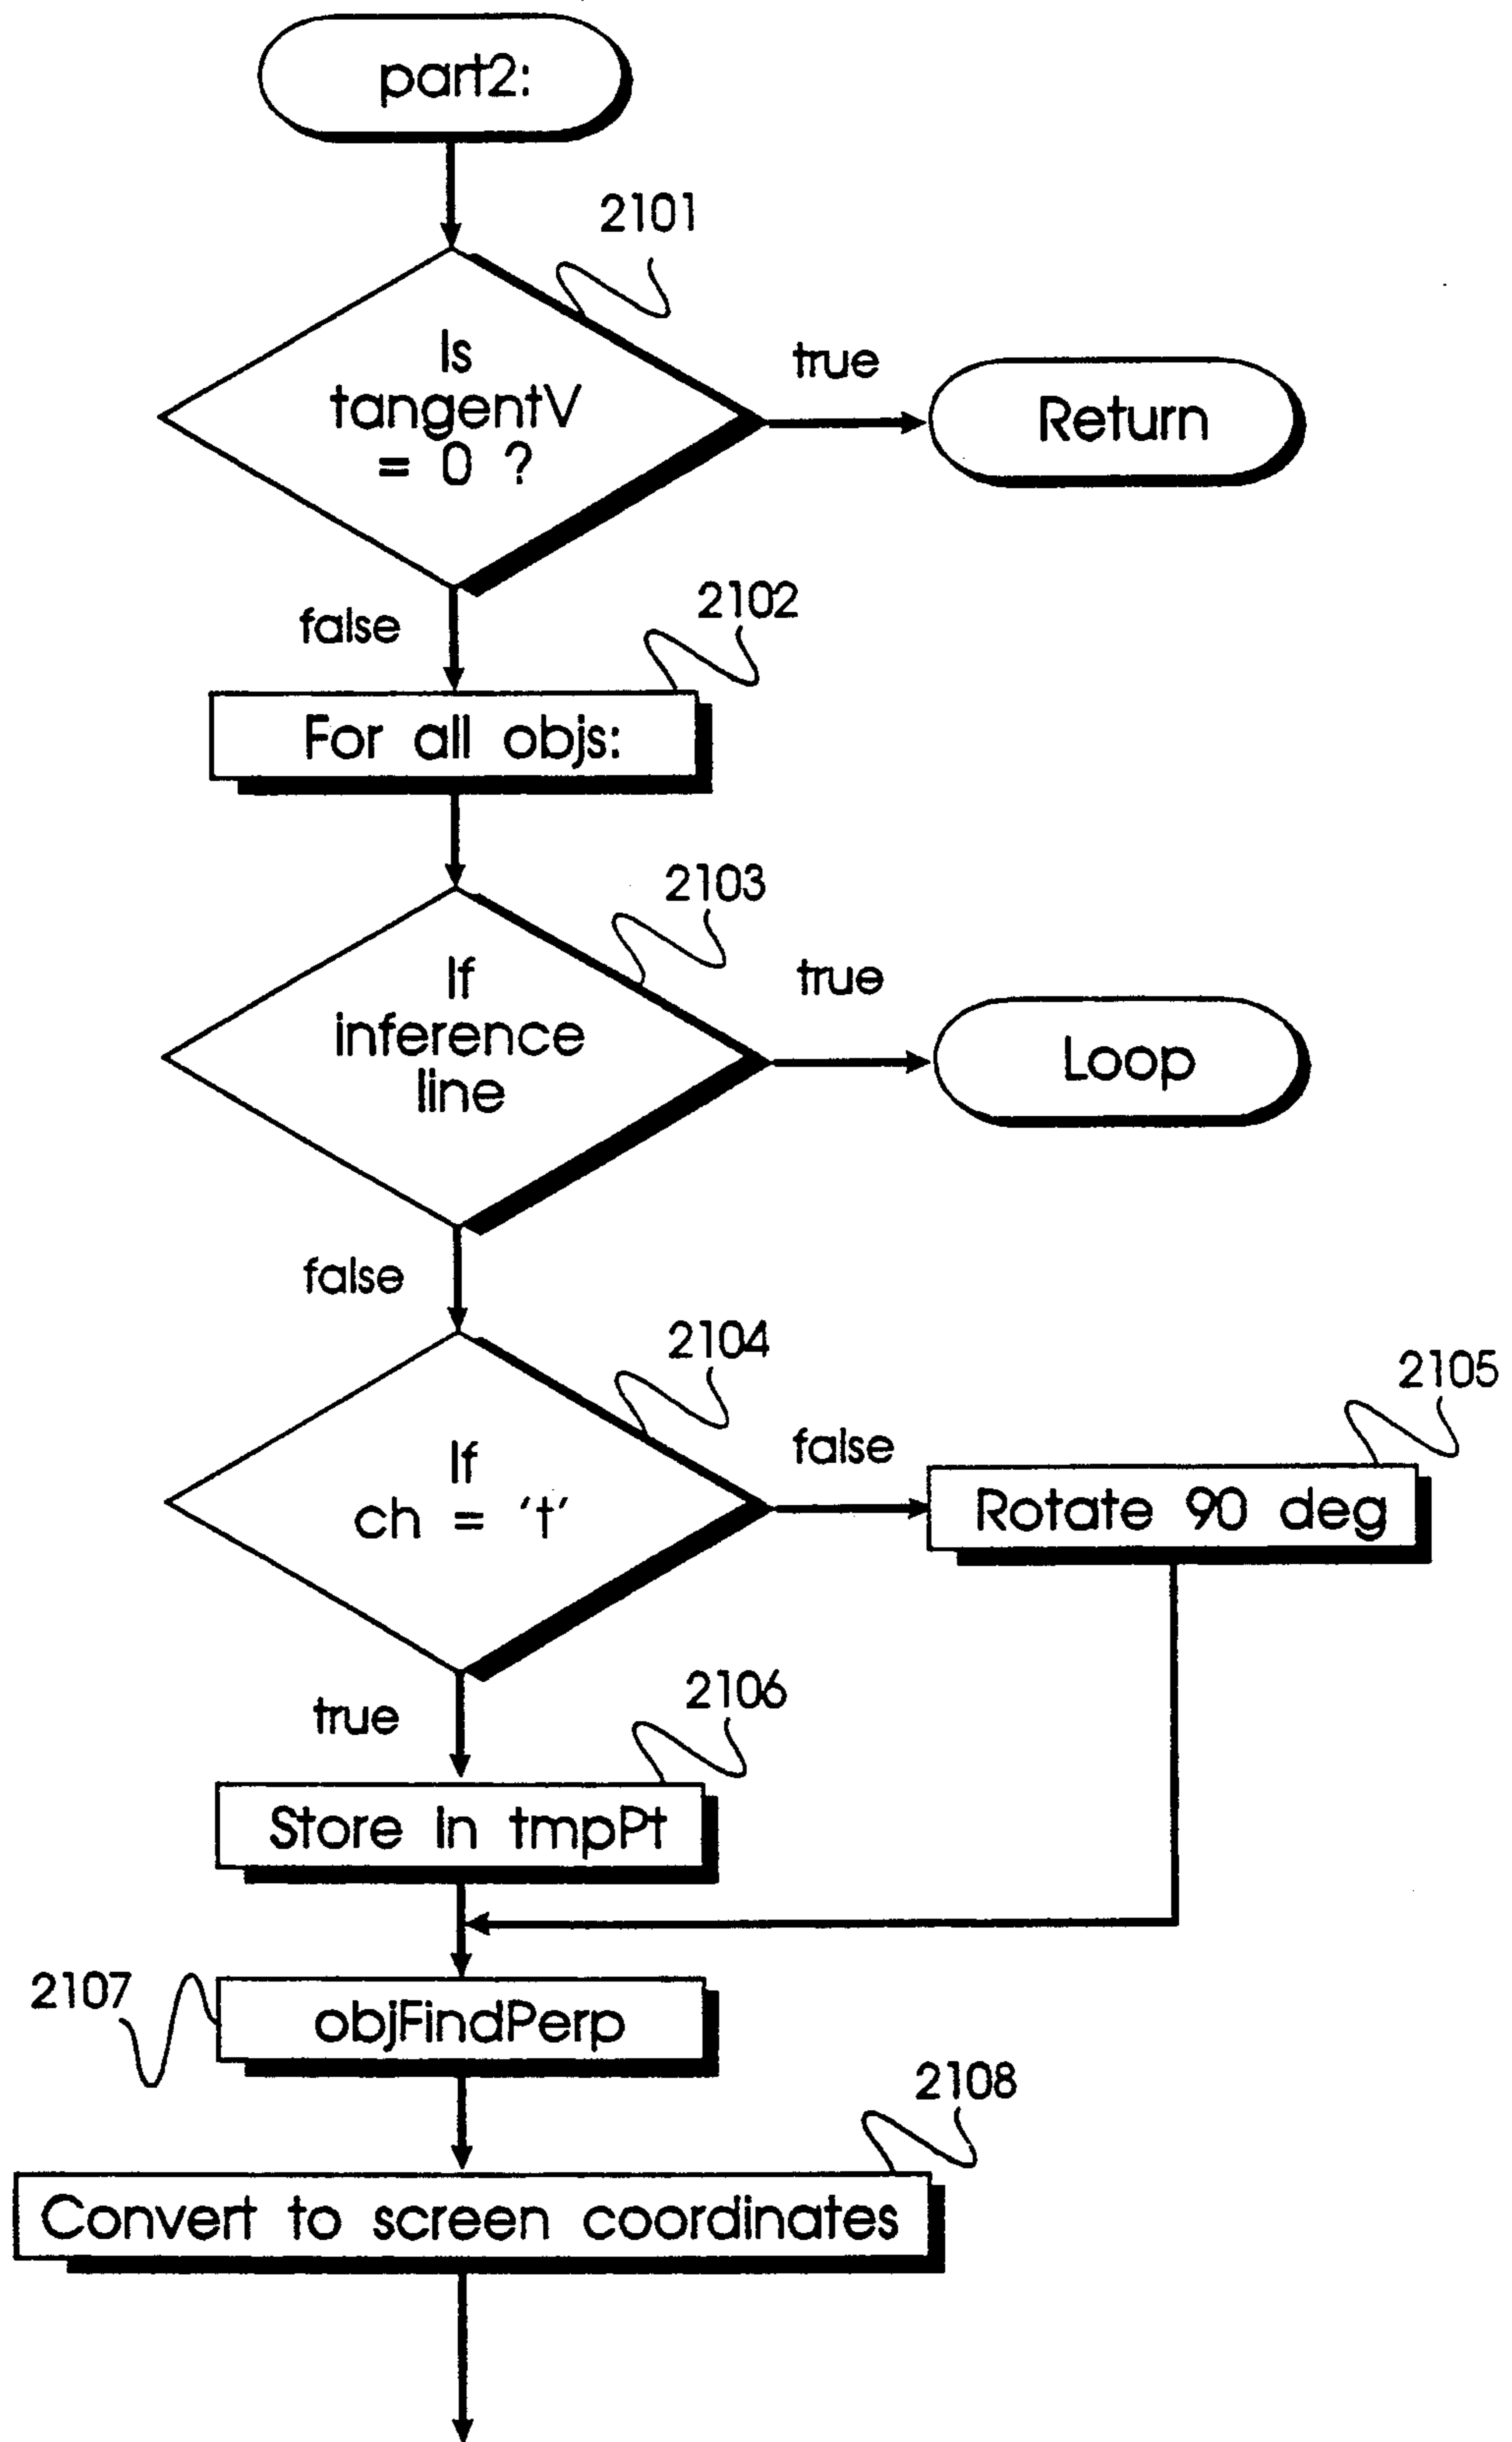 part2:
2101
Is
tangentV
= 0 ?
true
Return
false
2102
For all objs:
2103
If
inference
line
true
Loop
false
2104
If
ch = 't'
false
2105
Rotate 90 deg
true
2106
Store in tmpPt
2107
objFindPerp
2108
Convert to screen coordinates